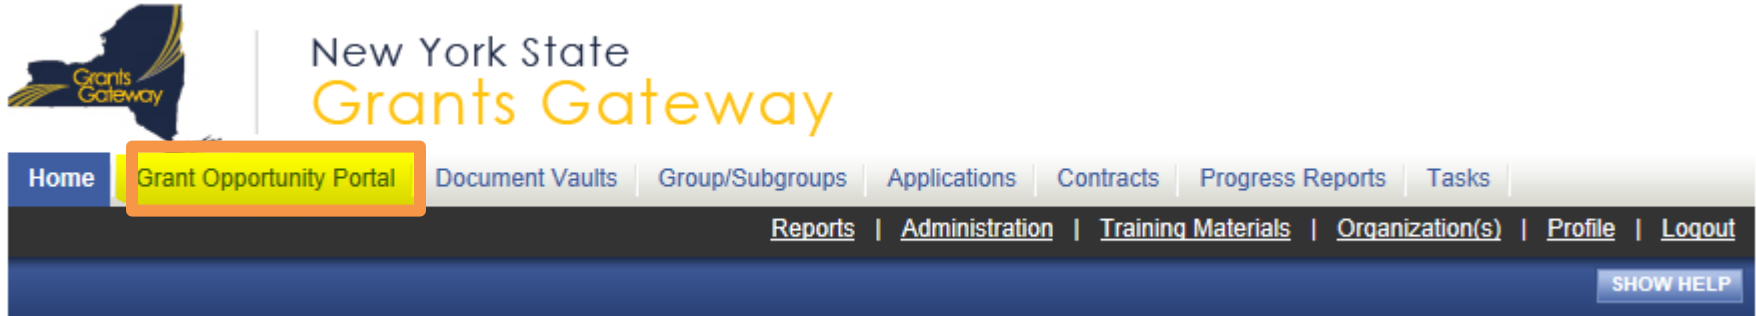 Grants
Gateway
New York State
Grants Gateway
Home Grant Opportunity Portal Document Vaults Group/Subgroups Applications Contracts Progress Reports Tasks
Reports | Administration | Training Materials | Organization(s) | Profile | Logout
SHOW HELP